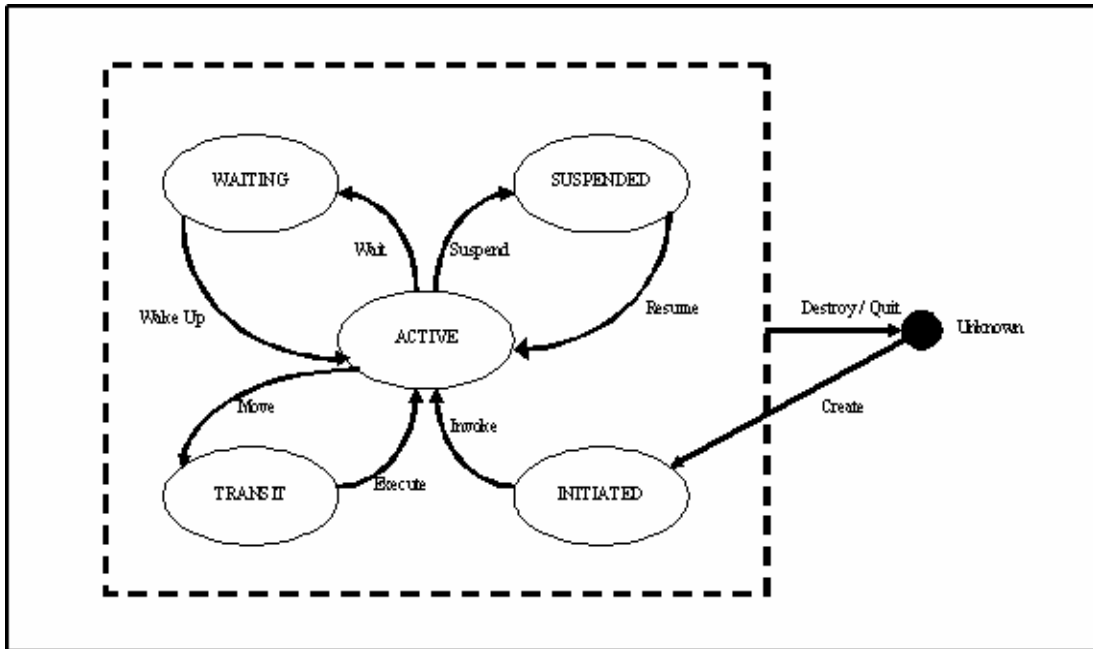 WAITING
SUSPENDED
Wait
Suspend
Wake Up
Resume
ACTIVE
Destroy / Quit
Unknown
Move
Invoke
Create
Execute
TRANSIT
INITIATED